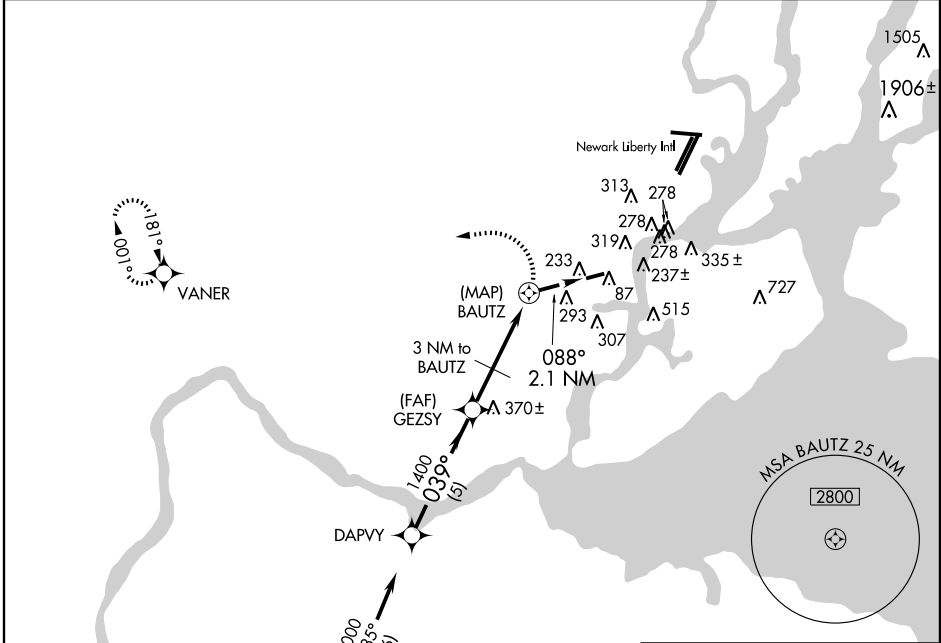 1505
1906±
Newark Liberty Intl
313
278
278
319
278
335±
233
237±
181°
001°
VANER
(MAP)
BAUTZ
87
727
293
515
307
3 NM to
BAUTZ
088°
2.1 NM
(FAF)
GEZSY
370±
MSA BAUTZ 25 NM
1400
039°
(5)
2800
DAPVY